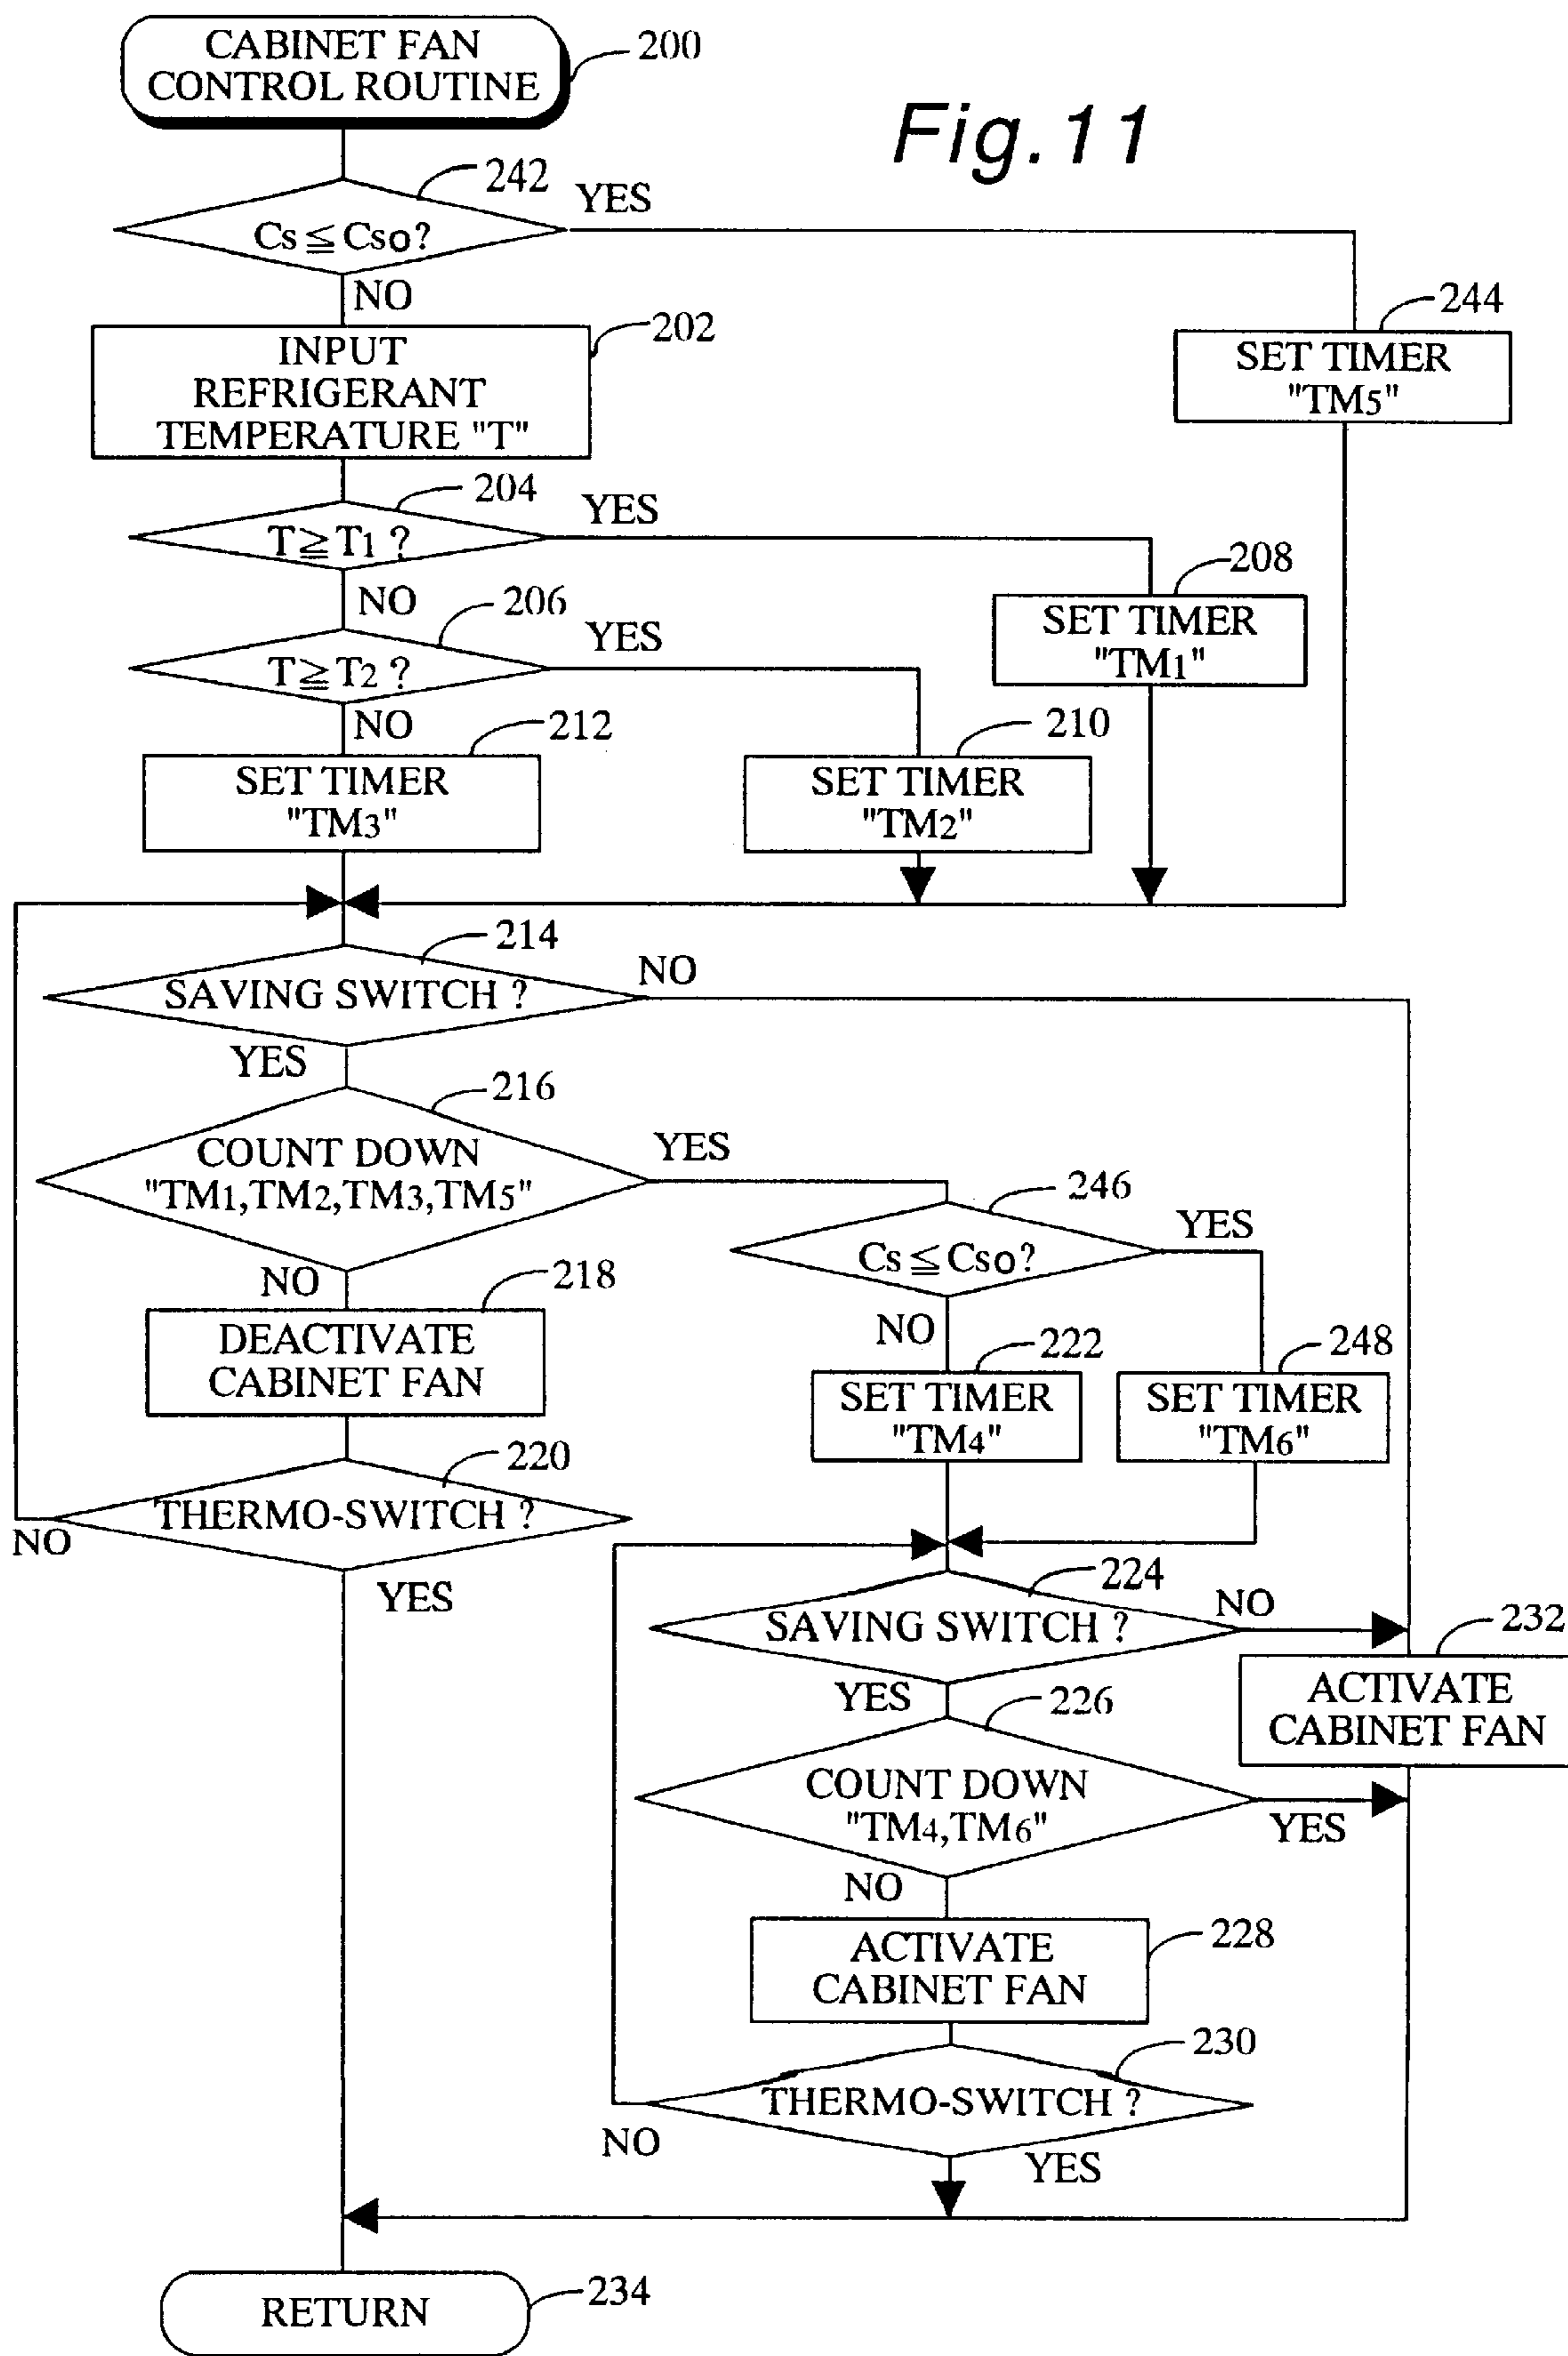 CABINET FAN
CONTROL ROUTINE
200
Fig.11
242
YES
Cs≦Cso?
NO
244
SET TIMER
"TM5"
202
INPUT
REFRIGERANT
TEMPERATURE "T"
204
YES
T≧T1 ?
NO
208
SET TIMER
"TM1"
206
YES
T≧T2 ?
NO
212
SET TIMER
"TM3"
210
SET TIMER
"TM2"
214
NO
SAVING SWITCH ?
YES
216
YES
COUNT DOWN
"TM1,TM2,TM3,TM5"
NO
246
YES
Cs≦Cso?
NO
218
DEACTIVATE
CABINET FAN
222
SET TIMER
"TM4"
248
SET TIMER
"TM6"
220
THERMO-SWITCH ?
NO
YES
224
NO
SAVING SWITCH ?
YES
232
ACTIVATE
CABINET FAN
226
COUNT DOWN
"TM4,TM6"
YES
NO
228
ACTIVATE
CABINET FAN
230
THERMO-SWITCH ?
NO
YES
RETURN
234